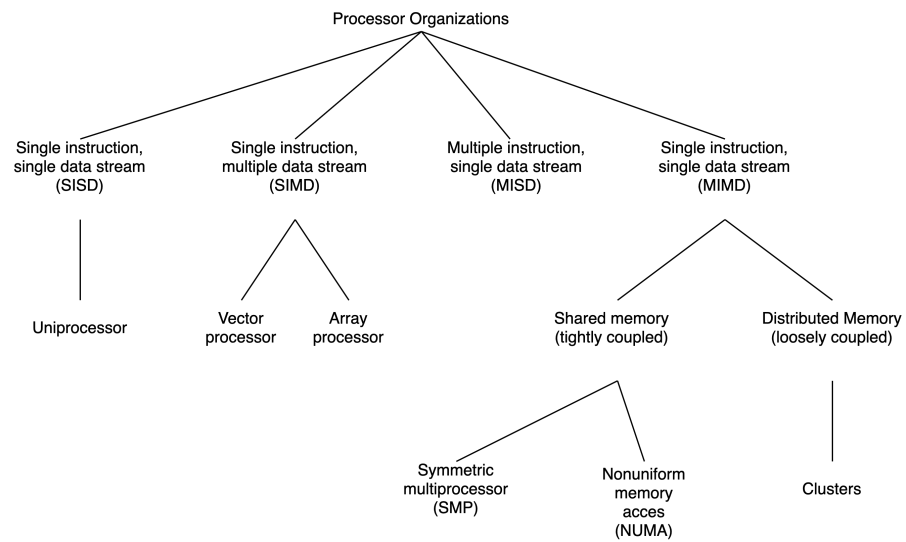 Processor Organizations
Single instruction,
single data stream
(SISD)
Single instruction,
multiple data stream
(SIMD)
Multiple instruction,
single data stream
(MISD)
Single instruction,
single data stream
(MIMD)
Uniprocessor
Vector
processor
Array
processor
Shared memory
(tightly coupled)
Distributed Memory
(loosely coupled)
Symmetric
multiprocessor
(SMP)
Nonuniform
memory
acces
(NUMA)
Clusters